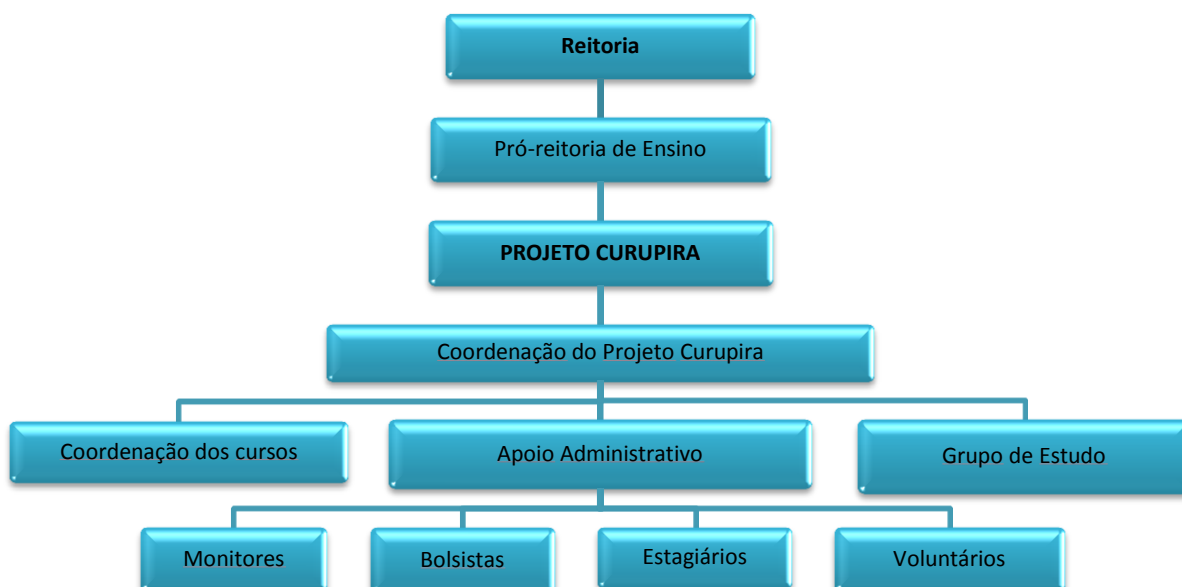 Reitoria
Pró-reitoria de Ensino
PROJETO CURUPIRA
Coordenação do Projeto Curupira
Coordenação dos cursos
Apoio Administrativo
Grupo de Estudo
Monitores
Bolsistas
Estagiários
Voluntários